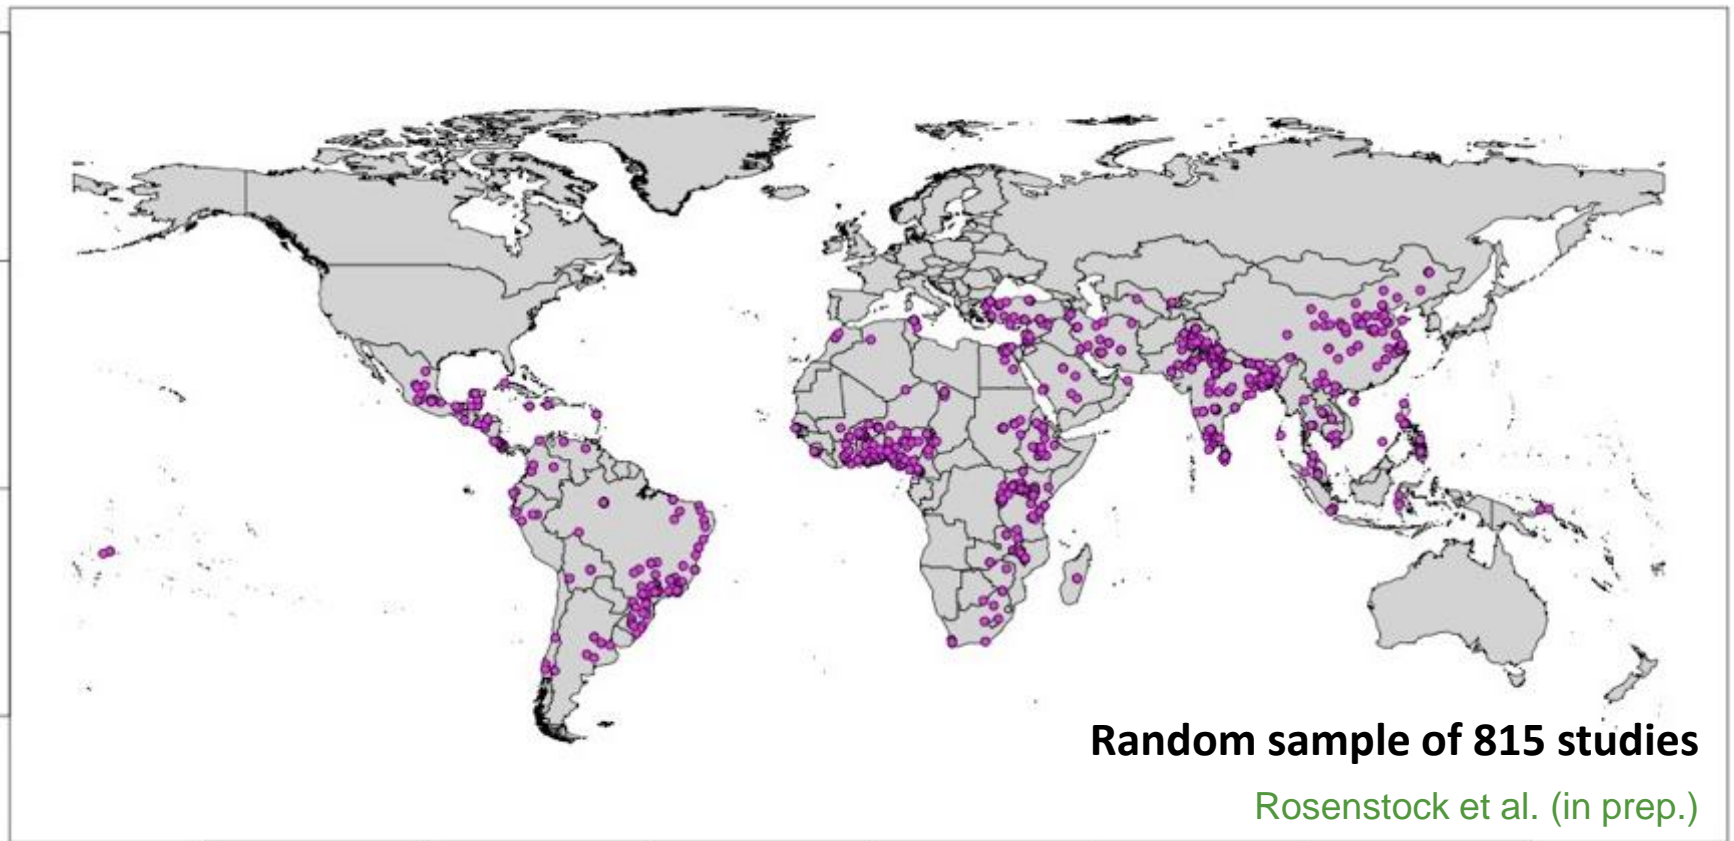 Random sample of 815 studies
Rosenstock et al. (in prep.)